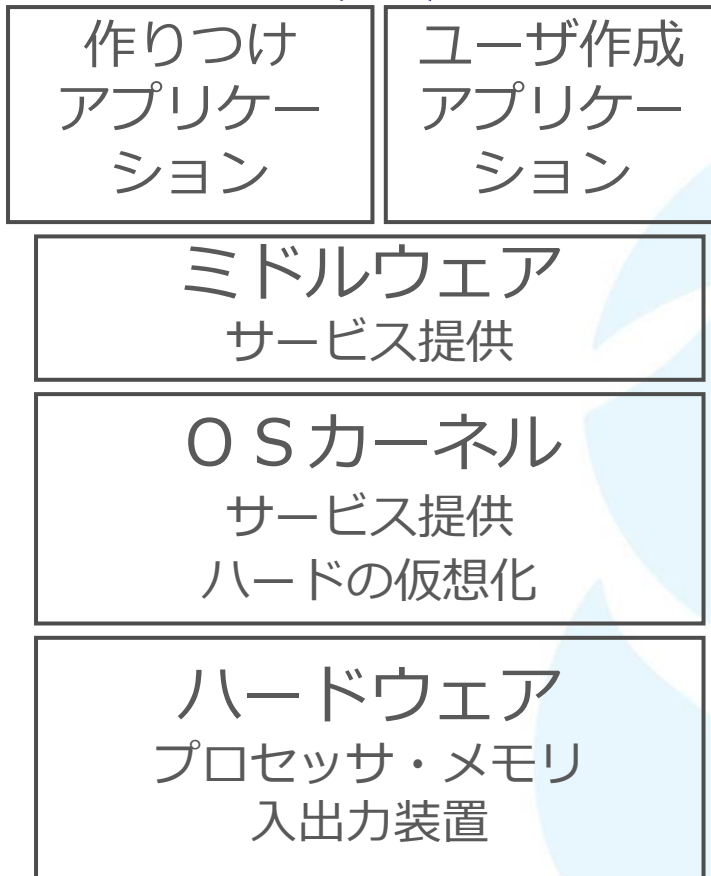 作りつけ
アプリケー
ション
ユーザ作成
アプリケー
ション
ミドルウェア
サービス提供
ＯＳカーネル
サービス提供
ハードの仮想化
ハードウェア
プロセッサ・メモリ
入出力装置